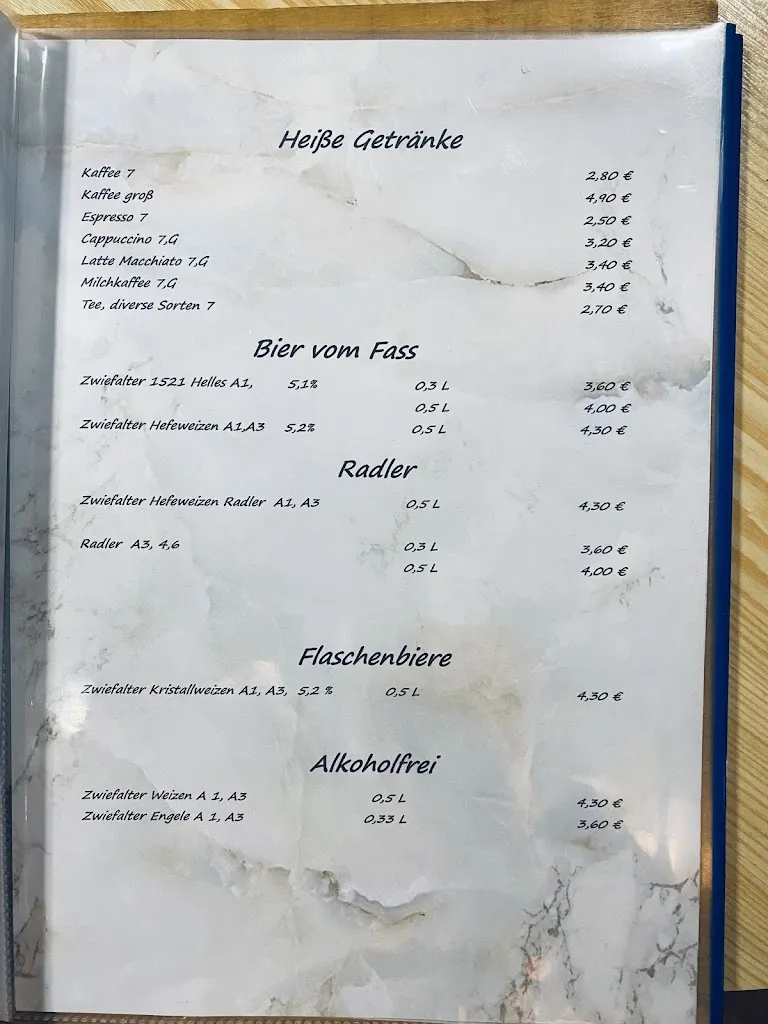 Heiße Getränke
Kaffee 7 2,80 €
Kaffee groß 4,90 €
Espresso 7 2,50 €
Cappuccino 7,G 3,20 €
Latte Macchiato 7,G 3,40 €
Milchkaffee 7,G 3,40 €
Tee, diverse Sorten 7 2,70 €
Bier vom Fass
Zwiefalter 1521 Helles A1, 5,1% 0,3 L 3,60 €
0,5 L 4,00 €
Zwiefalter Hefeweizen A1,A3 5,2% 0,5 L 4,30 €
Radler
Zwiefalter Hefeweizen Radler A1, A3 0,5 L 4,30 €
Radler A3, 4,6 0,3 L 3,60 €
0,5 L 4,00 €
Flaschenbiere
Zwiefalter Kristallweizen A1, A3, 5,2 % 0,5 L 4,30 €
Alkoholfrei
Zwiefalter Weizen A 1, A3 0,5 L 4,30 €
Zwiefalter Engele A 1, A3 0,33 L 3,60 €